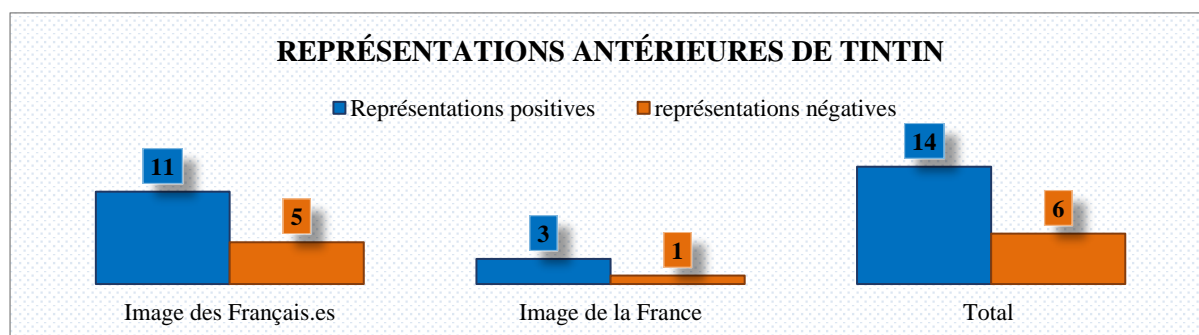 REPRÉSENTATIONS ANTÉRIEURES DE TINTIN
Représentations positives représentations négatives
11 5 3 1 14 6
Image des Français.es Image de la France Total